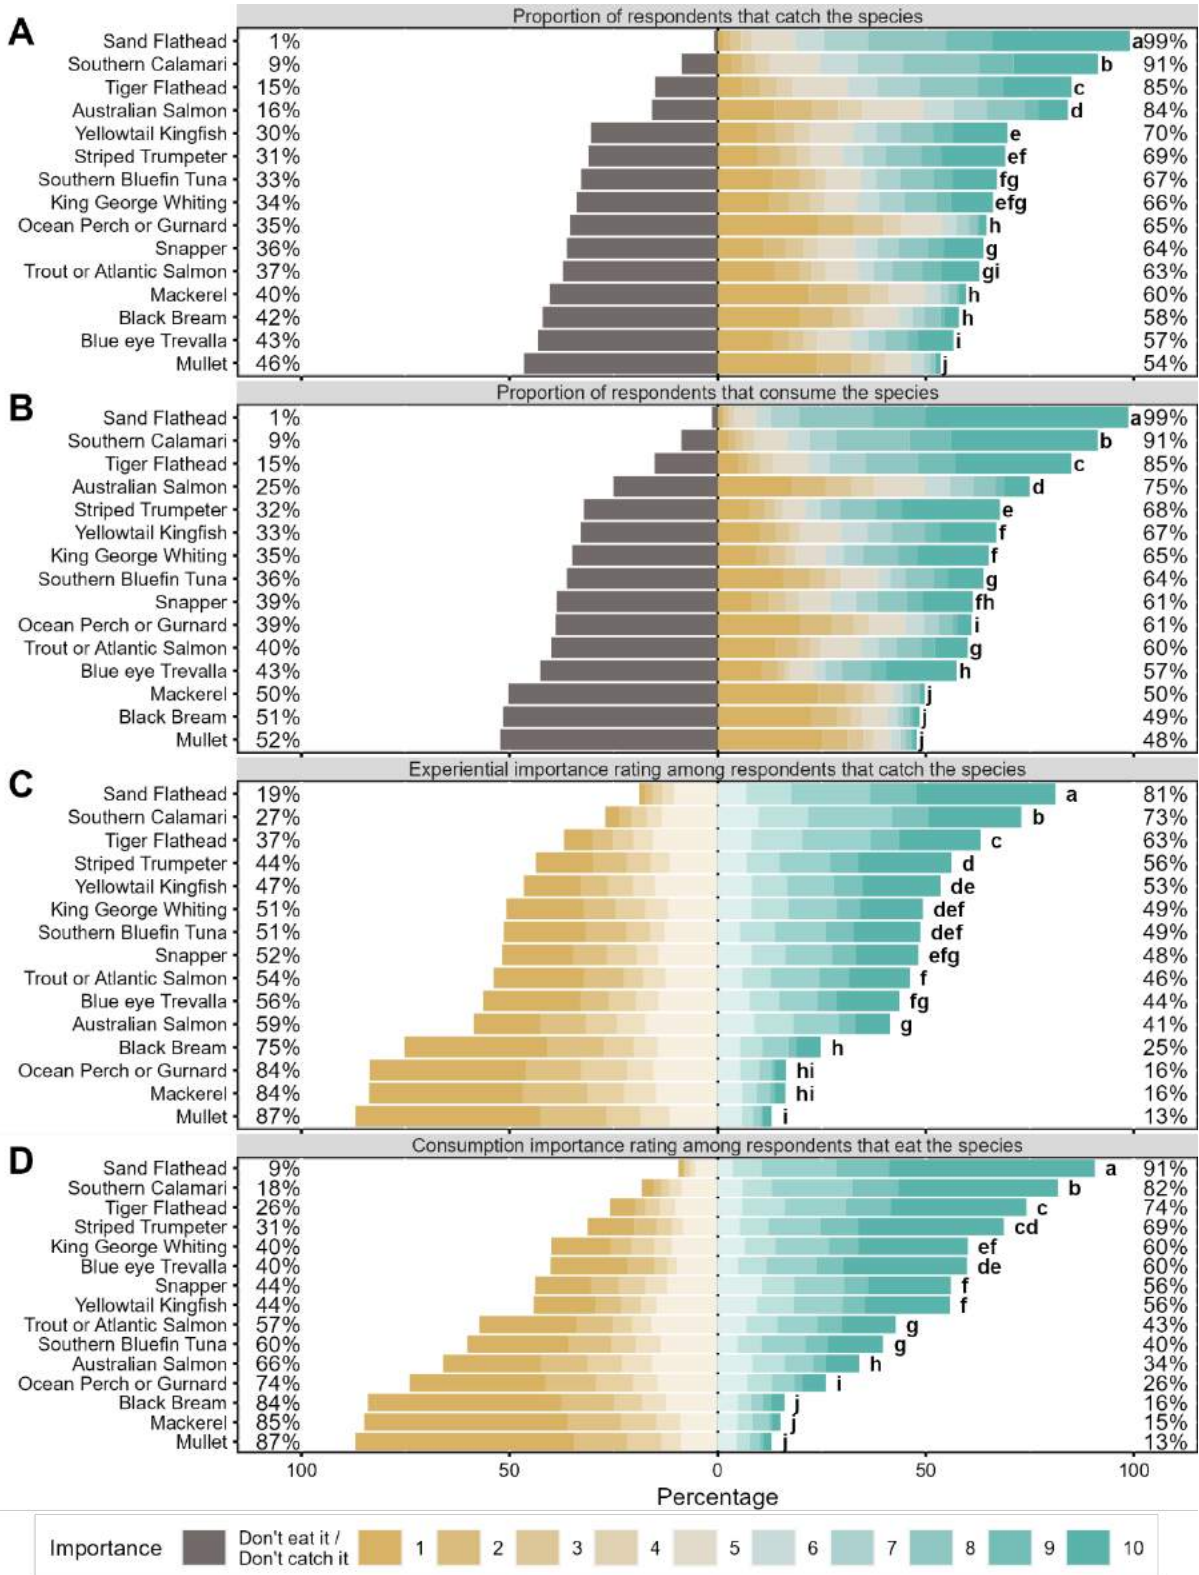 A
Proportion of respondents that catch the species
Sand Flathead 1% a 99%
Southern Calamari 9% b 91%
Tiger Flathead 15% c 85%
Australian Salmon 16% d 84%
Yellowtail Kingfish 30% e 70%
Striped Trumpeter 31% ef 69%
Southern Bluefin Tuna 33% fg 67%
King George Whiting 34% efg 66%
Ocean Perch or Gurnard 35% h 65%
Snapper 36% g 64%
Trout or Atlantic Salmon 37% gi 63%
Mackerel 40% h 60%
Black Bream 42% h 58%
Blue eye Trevalla 43% i 57%
Mullet 46% j 54%
B
Proportion of respondents that consume the species
Sand Flathead 1% a 99%
Southern Calamari 9% b 91%
Tiger Flathead 15% c 85%
Australian Salmon 25% d 75%
Striped Trumpeter 32% e 68%
Yellowtail Kingfish 33% f 67%
King George Whiting 35% f 65%
Southern Bluefin Tuna 36% g 64%
Snapper 39% fh 61%
Ocean Perch or Gurnard 39% i 61%
Trout or Atlantic Salmon 40% g 60%
Blue eye Trevalla 43% h 57%
Mackerel 50% j 50%
Black Bream 51% j 49%
Mullet 52% j 48%
C
Experiential importance rating among respondents that catch the species
Sand Flathead 19% a 81%
Southern Calamari 27% b 73%
Tiger Flathead 37% c 63%
Striped Trumpeter 44% d 56%
Yellowtail Kingfish 47% de 53%
King George Whiting 51% def 49%
Southern Bluefin Tuna 51% def 49%
Snapper 52% efg 48%
Trout or Atlantic Salmon 54% f 46%
Blue eye Trevalla 56% fg 44%
Australian Salmon 59% g 41%
Black Bream 75% h 25%
Ocean Perch or Gurnard 84% hi 16%
Mackerel 84% hi 16%
Mullet 87% i 13%
D
Consumption importance rating among respondents that eat the species
Sand Flathead 9% a 91%
Southern Calamari 18% b 82%
Tiger Flathead 26% c 74%
Striped Trumpeter 31% cd 69%
King George Whiting 40% ef 60%
Blue eye Trevalla 40% de 60%
Snapper 44% f 56%
Yellowtail Kingfish 44% f 56%
Trout or Atlantic Salmon 57% g 43%
Southern Bluefin Tuna 60% g 40%
Australian Salmon 66% h 34%
Ocean Perch or Gurnard 74% i 26%
Black Bream 84% j 16%
Mackerel 85% j 15%
Mullet 87% j 13%
100 50 0 50 100
Percentage
Importance Don't eat it / Don't catch it 1 2 3 4 5 6 7 8 9 10